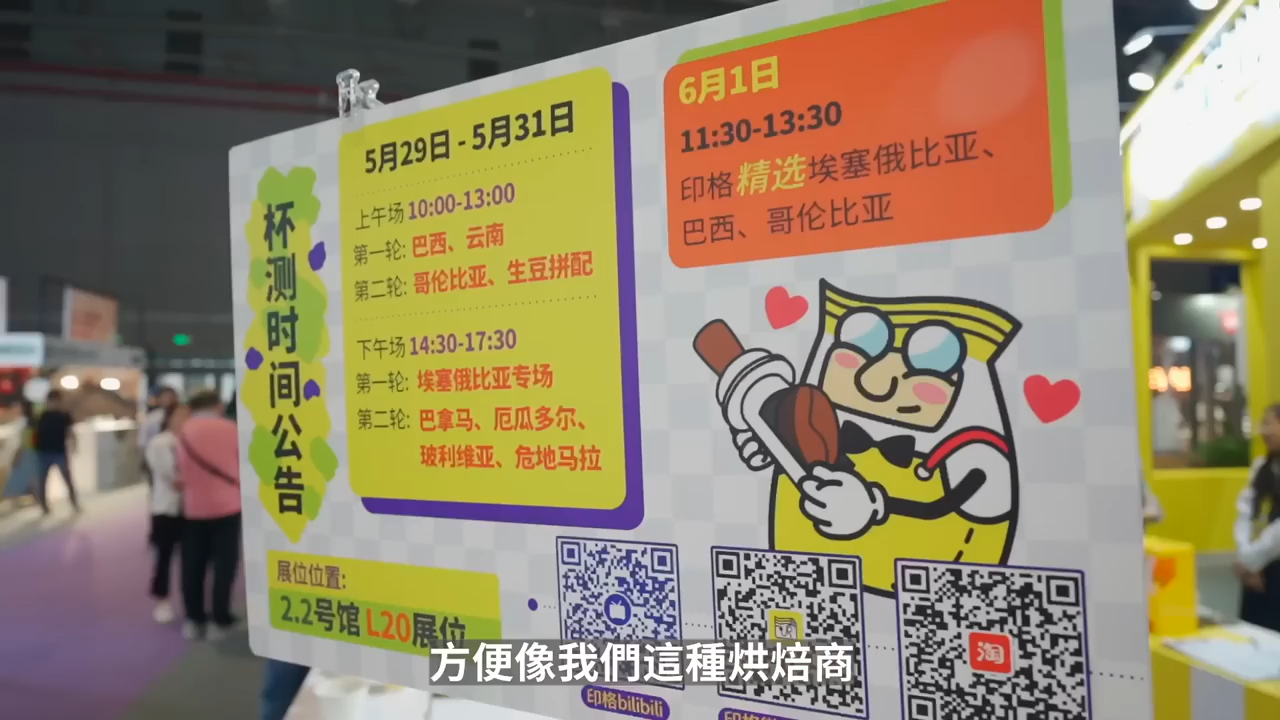 杯测时间公告
5月29日 - 5月31日
上午场 10:00-13:00
第一轮: 巴西、云南
第二轮: 哥伦比亚、生豆拼配
下午场 14:30-17:30
第一轮: 埃塞俄比亚专场
第二轮: 巴拿马、厄瓜多尔、
玻利维亚、危地马拉
6月1日
11:30-13:30
印格精选埃塞俄比亚、
巴西、哥伦比亚
展位位置:
2.2号馆 L20展位
淘
印格bilibili
方便像我們這種烘焙商